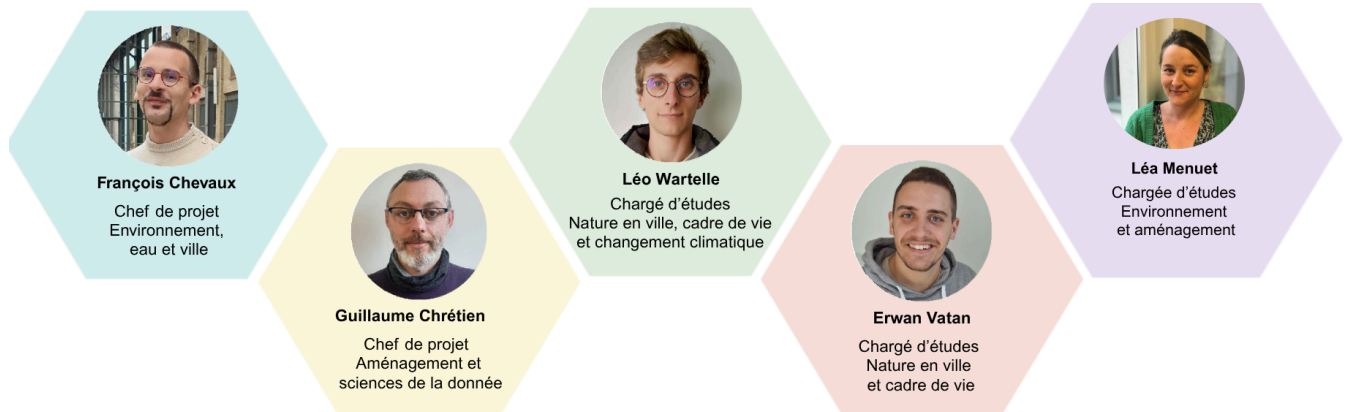 François Chevaux
Chef de projet
Environnement,
eau et ville
Guillaume Chrétien
Chef de projet
Aménagement et
sciences de la donnée
Léo Wartelle
Chargé d'études
Nature en ville, cadre de vie
et changement climatique
Erwan Vatan
Chargé d'études
Nature en ville
et cadre de vie
Léa Menuet
Chargée d'études
Environnement
et aménagement